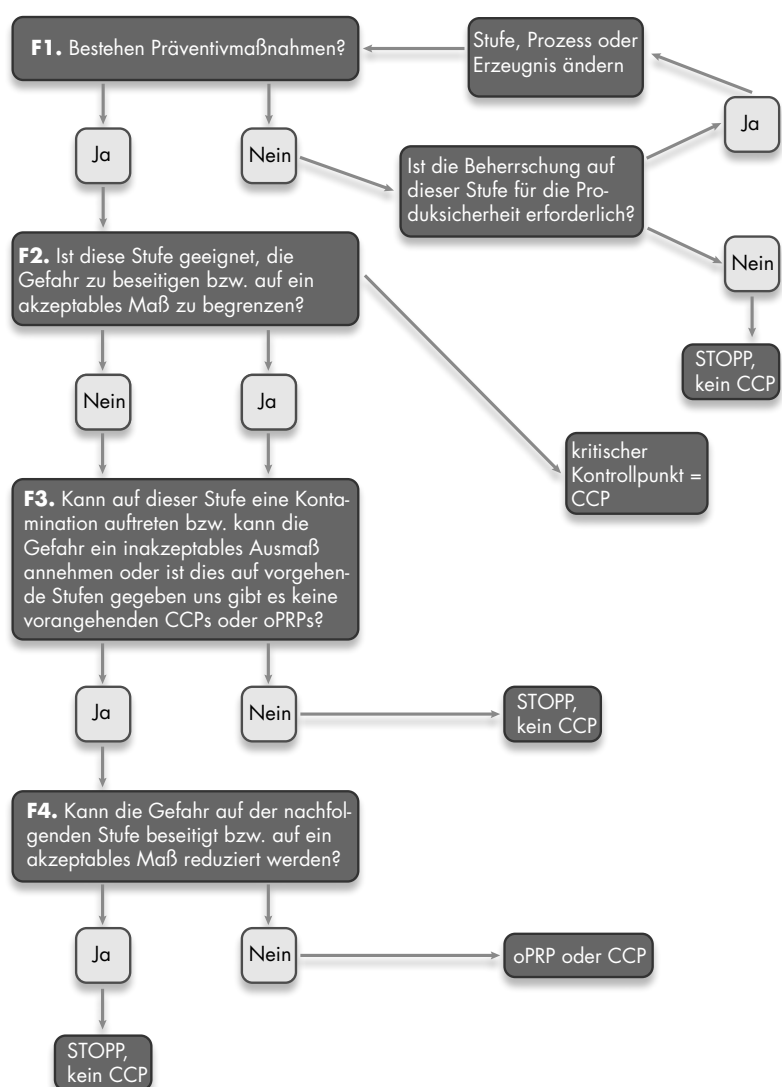 F1. Bestehen Präventivmaßnahmen?
Stufe, Prozess oder
Erzeugnis ändern
Ja
Ja
Nein
Ist die Beherrschung auf
dieser Stufe für die Pro-
duksicherheit erforderlich?
Nein
STOPP,
kein CCP
F2. Ist diese Stufe geeignet, die
Gefahr zu beseitigen bzw. auf ein
akzeptables Maß zu begrenzen?
Nein
Ja
kritischer
Kontrollpunkt =
CCP
F3. Kann auf dieser Stufe eine Konta-
mination auftreten bzw. kann die
Gefahr ein inakzeptables Ausmaß
annehmen oder ist dies auf vorgehen-
de Stufen gegeben uns gibt es keine
vorangehenden CCPs oder oPRPs?
Ja
Nein
STOPP,
kein CCP
F4. Kann die Gefahr auf der nachfol-
genden Stufe beseitigt bzw. auf ein
akzeptables Maß reduziert werden?
Ja
Nein
oPRP oder CCP
STOPP,
kein CCP